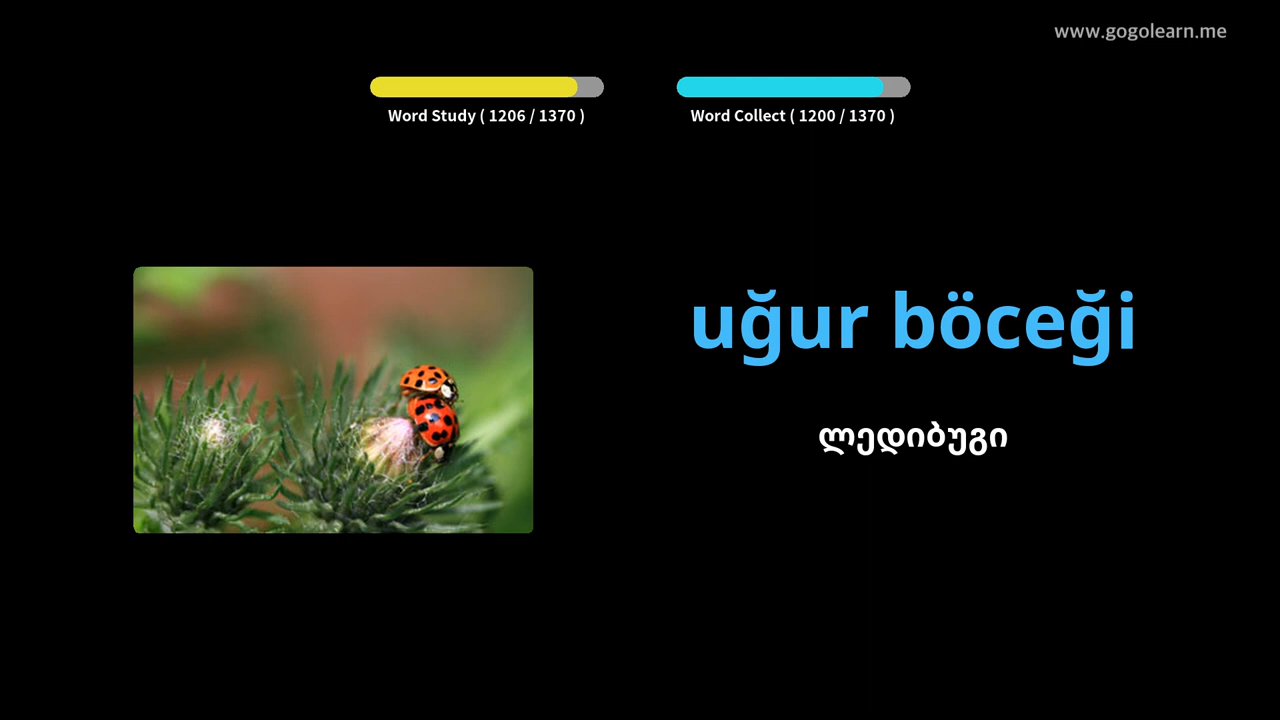 www.gogolearn.me
Word Study ( 1206 / 1370 )
Word Collect ( 1200 / 1370 )
uğur böceği
ლედიბუგი